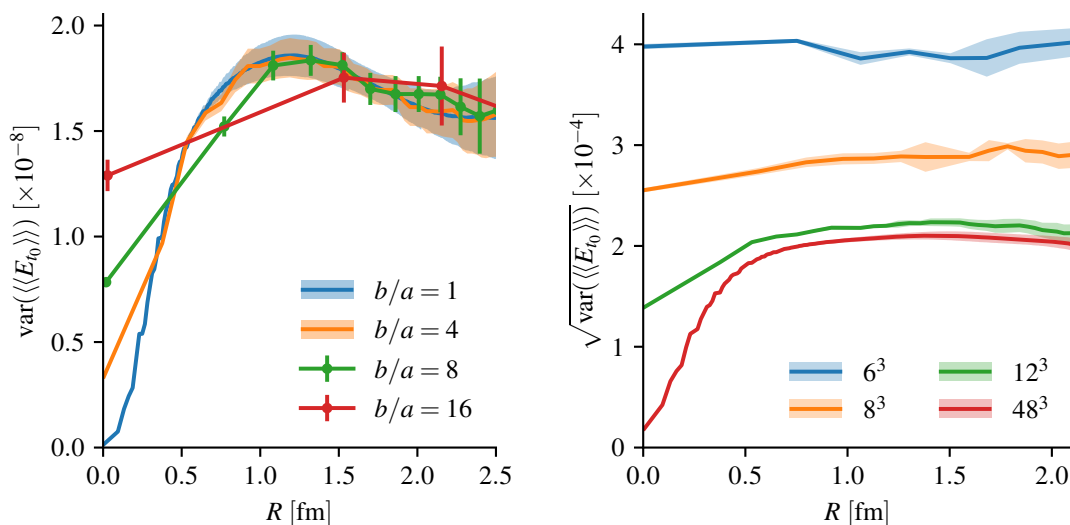 var(⟨⟨E_{t_0}⟩⟩) [×10^{−8}]
2.0
1.5
1.0
0.5
0.0
b/a = 1
b/a = 4
b/a = 8
b/a = 16
0.0 0.5 1.0 1.5 2.0 2.5
R [fm]
√var(⟨⟨E_{t_0}⟩⟩) [×10^{−4}]
4
3
2
1
0
6^3 12^3
8^3 48^3
0.0 0.5 1.0 1.5 2.0
R [fm]